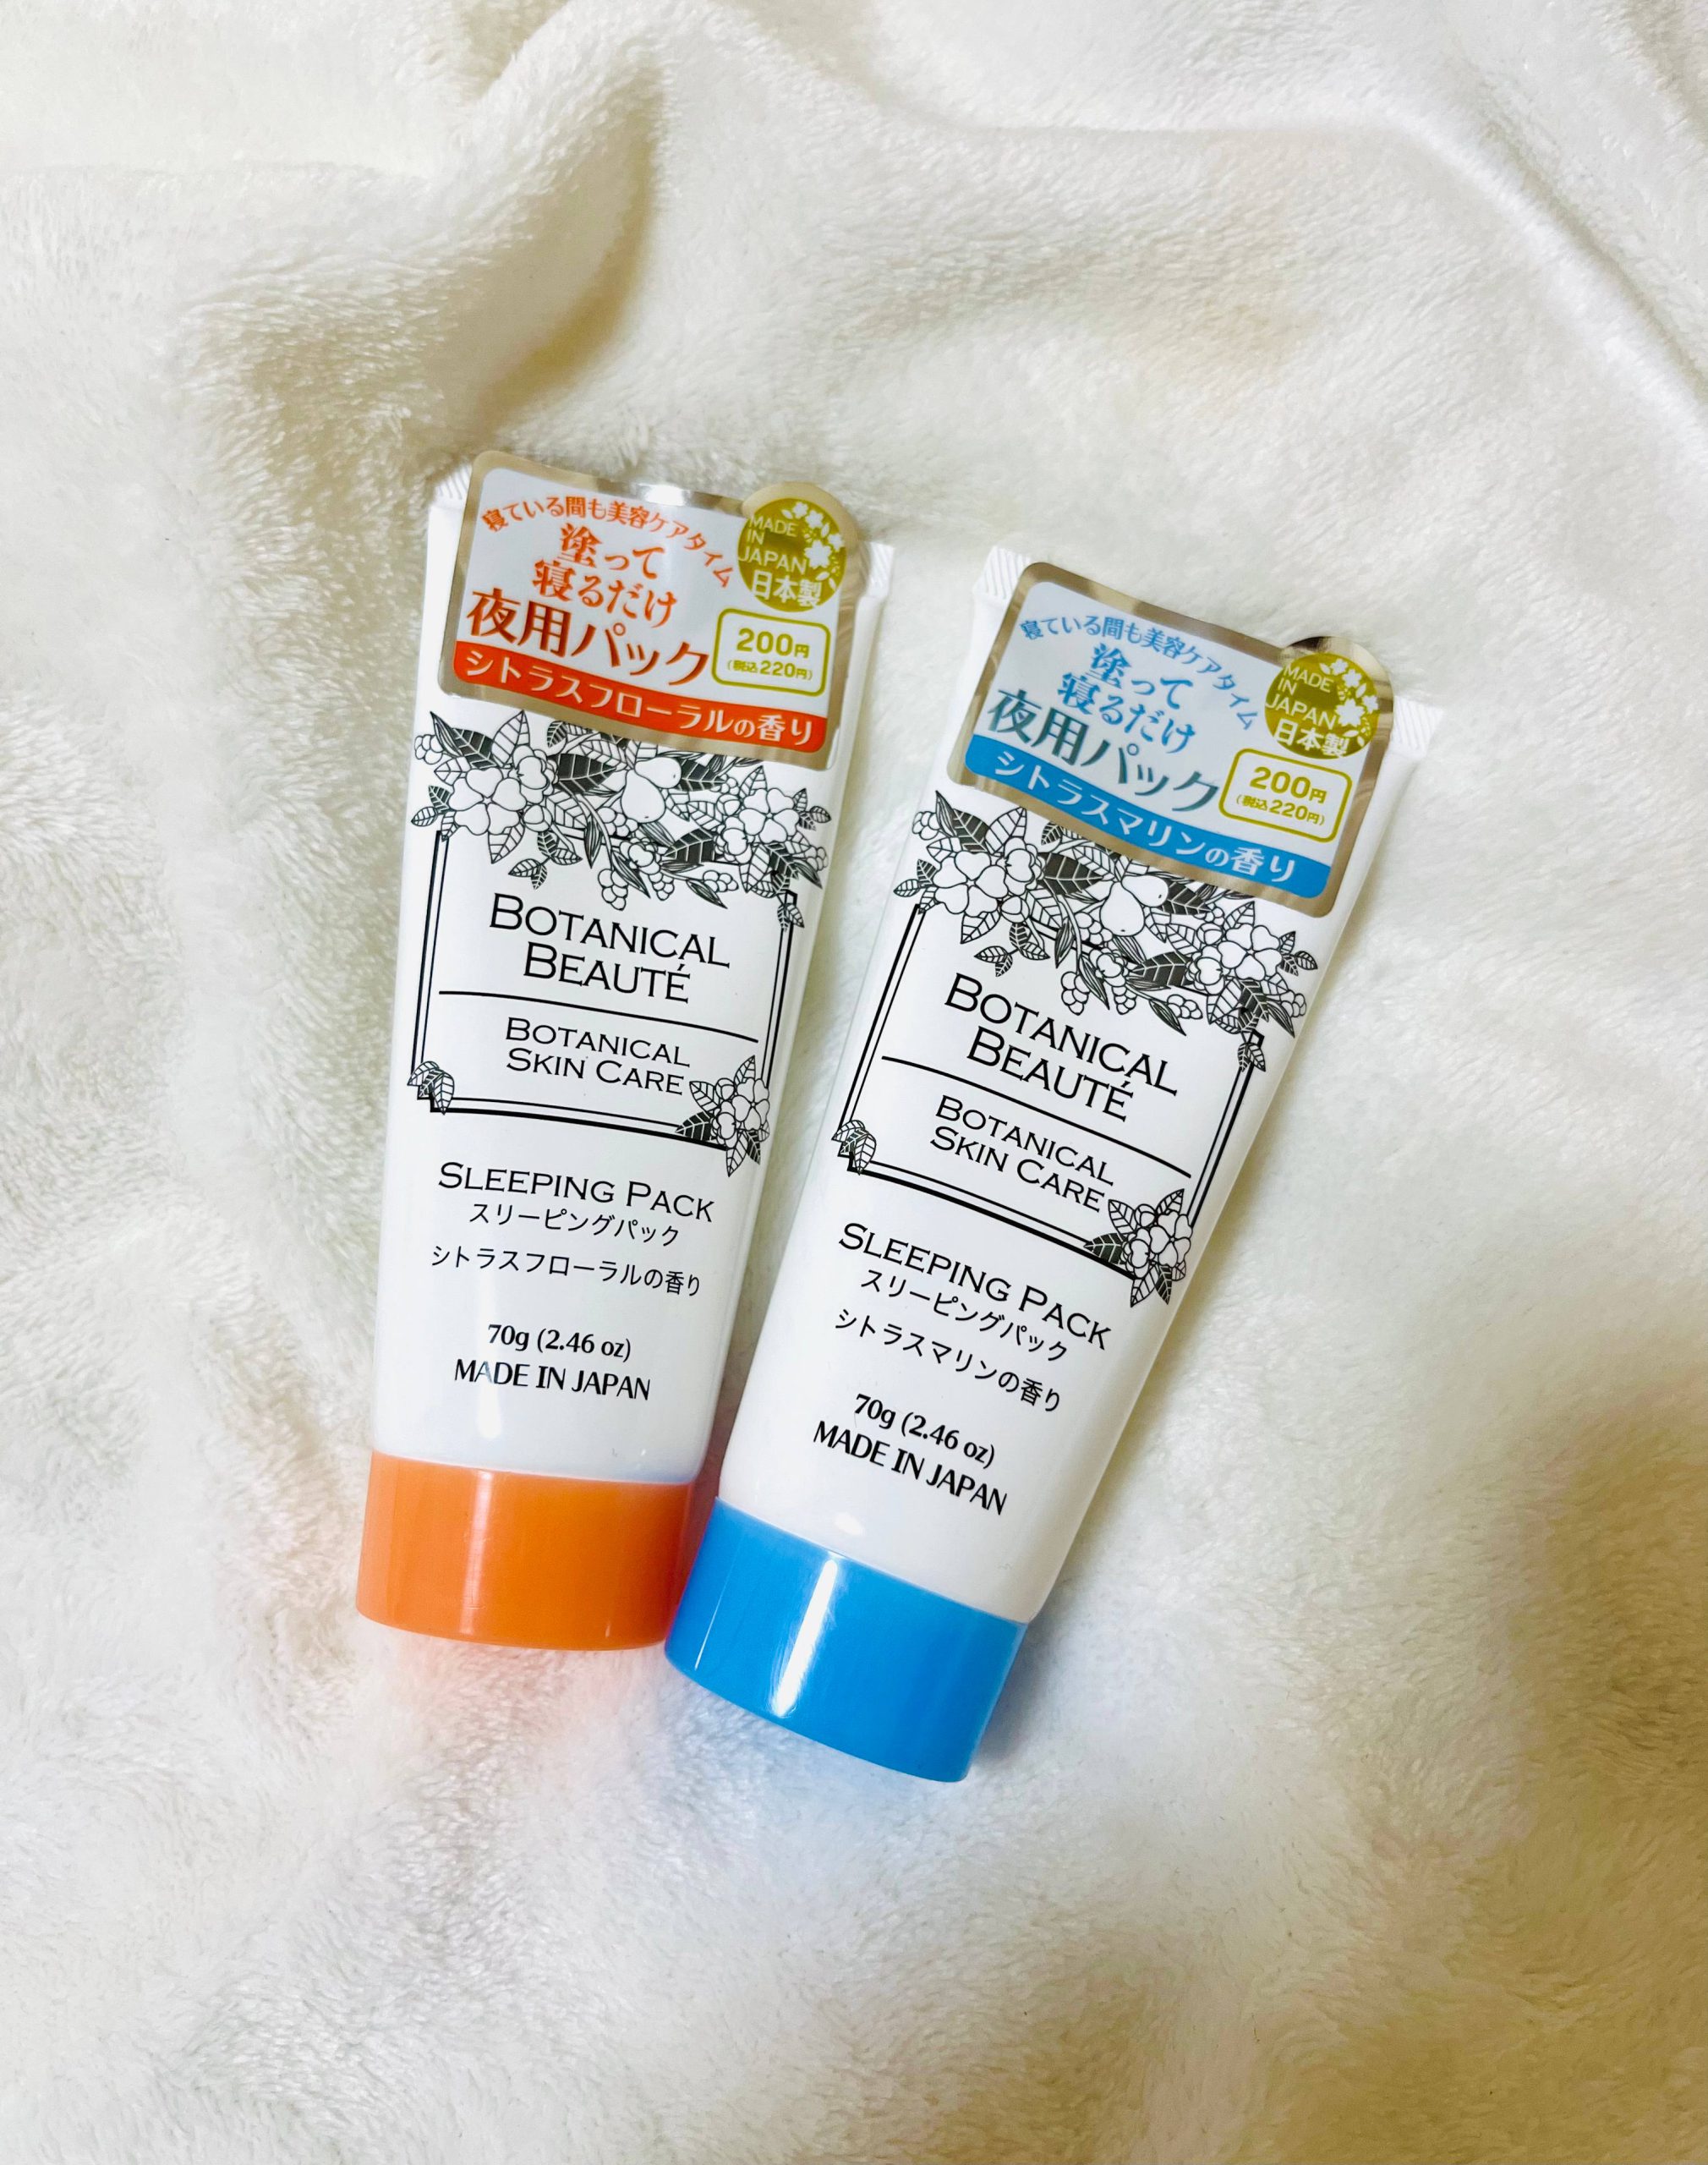 寝ている間も美容ケアタイム
塗って
寝るだけ
夜用パック
シトラスフローラルの香り
MADE
IN
JAPAN
日本製
200円
(税込220円)
BOTANICAL
BEAUTÉ
BOTANICAL
SKIN CARE
SLEEPING PACK
スリーピングパック
シトラスフローラルの香り
70g (2.46 oz)
MADE IN JAPAN
寝ている間も美容ケアタイム
塗って
寝るだけ
夜用パック
シトラスマリンの香り
MADE
IN
JAPAN
日本製
200円
(税込220円)
BOTANICAL
BEAUTÉ
BOTANICAL
SKIN CARE
SLEEPING PACK
スリーピングパック
シトラスマリンの香り
70g (2.46 oz)
MADE IN JAPAN